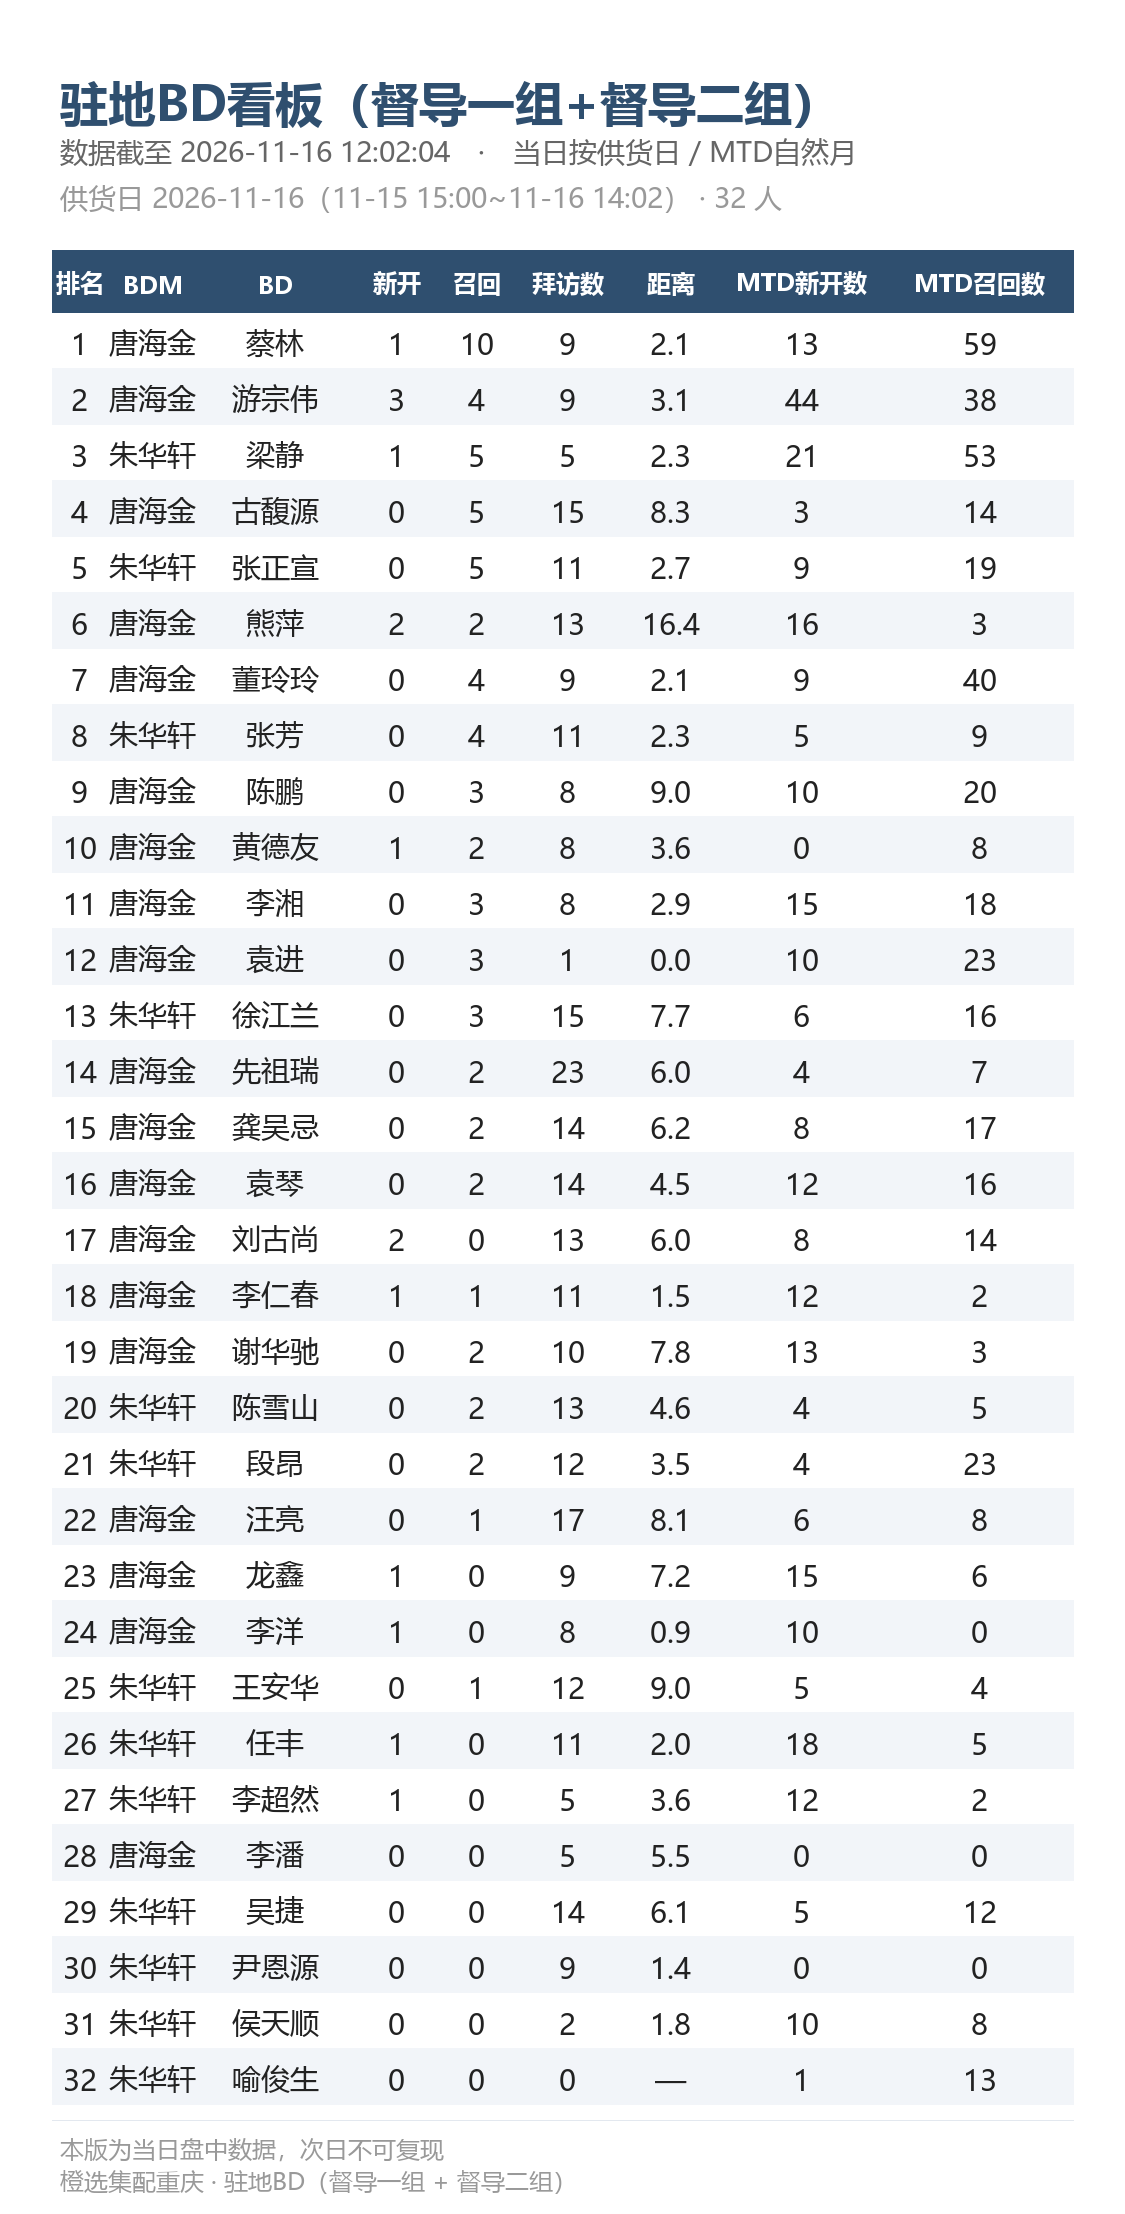 驻地BD看板（督导一组+督导二组）
数据截至 2026-11-16 12:02:04 · 当日按供货日 / MTD自然月
供货日 2026-11-16（11-15 15:00~11-16 14:02） · 32 人
排名 BDM BD 新开 召回 拜访数 距离 MTD新开数 MTD召回数
1 唐海金 蔡林 1 10 9 2.1 13 59
2 唐海金 游宗伟 3 4 9 3.1 44 38
3 朱华轩 梁静 1 5 5 2.3 21 53
4 唐海金 古馥源 0 5 15 8.3 3 14
5 朱华轩 张正宣 0 5 11 2.7 9 19
6 唐海金 熊萍 2 2 13 16.4 16 3
7 唐海金 董玲玲 0 4 9 2.1 9 40
8 朱华轩 张芳 0 4 11 2.3 5 9
9 唐海金 陈鹏 0 3 8 9.0 10 20
10 唐海金 黄德友 1 2 8 3.6 0 8
11 唐海金 李湘 0 3 8 2.9 15 18
12 唐海金 袁进 0 3 1 0.0 10 23
13 朱华轩 徐江兰 0 3 15 7.7 6 16
14 唐海金 先祖瑞 0 2 23 6.0 4 7
15 唐海金 龚吴忌 0 2 14 6.2 8 17
16 唐海金 袁琴 0 2 14 4.5 12 16
17 唐海金 刘古尚 2 0 13 6.0 8 14
18 唐海金 李仁春 1 1 11 1.5 12 2
19 唐海金 谢华驰 0 2 10 7.8 13 3
20 朱华轩 陈雪山 0 2 13 4.6 4 5
21 朱华轩 段昂 0 2 12 3.5 4 23
22 唐海金 汪亮 0 1 17 8.1 6 8
23 唐海金 龙鑫 1 0 9 7.2 15 6
24 唐海金 李洋 1 0 8 0.9 10 0
25 朱华轩 王安华 0 1 12 9.0 5 4
26 朱华轩 任丰 1 0 11 2.0 18 5
27 朱华轩 李超然 1 0 5 3.6 12 2
28 唐海金 李潘 0 0 5 5.5 0 0
29 朱华轩 吴捷 0 0 14 6.1 5 12
30 朱华轩 尹恩源 0 0 9 1.4 0 0
31 朱华轩 侯天顺 0 0 2 1.8 10 8
32 朱华轩 喻俊生 0 0 0 — 1 13
本版为当日盘中数据，次日不可复现
橙选集配重庆 · 驻地BD（督导一组 + 督导二组）